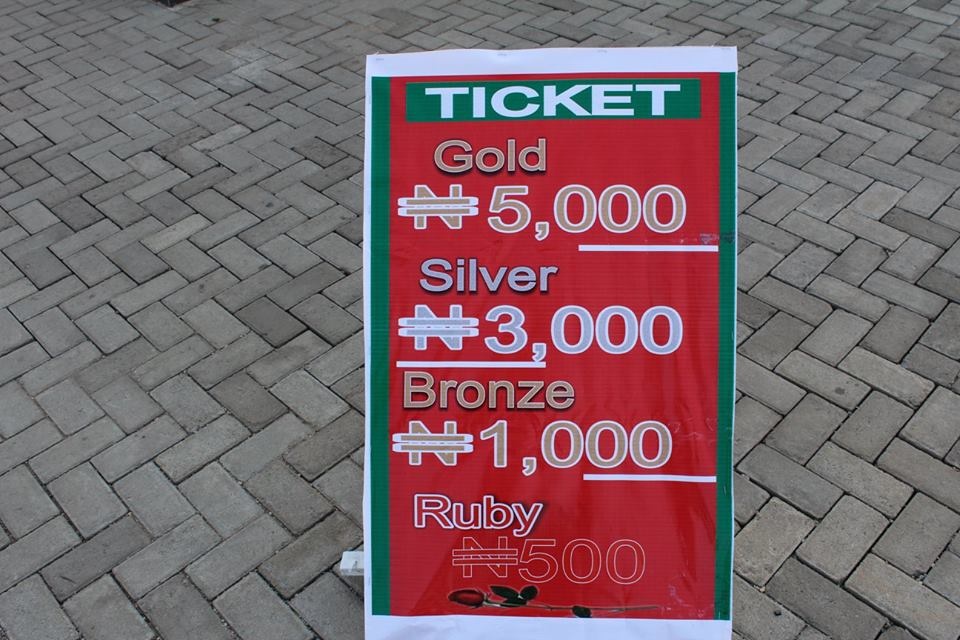 TICKET
Gold
₦5,000
Silver
₦3,000
Bronze
₦1,000
Ruby
₦500